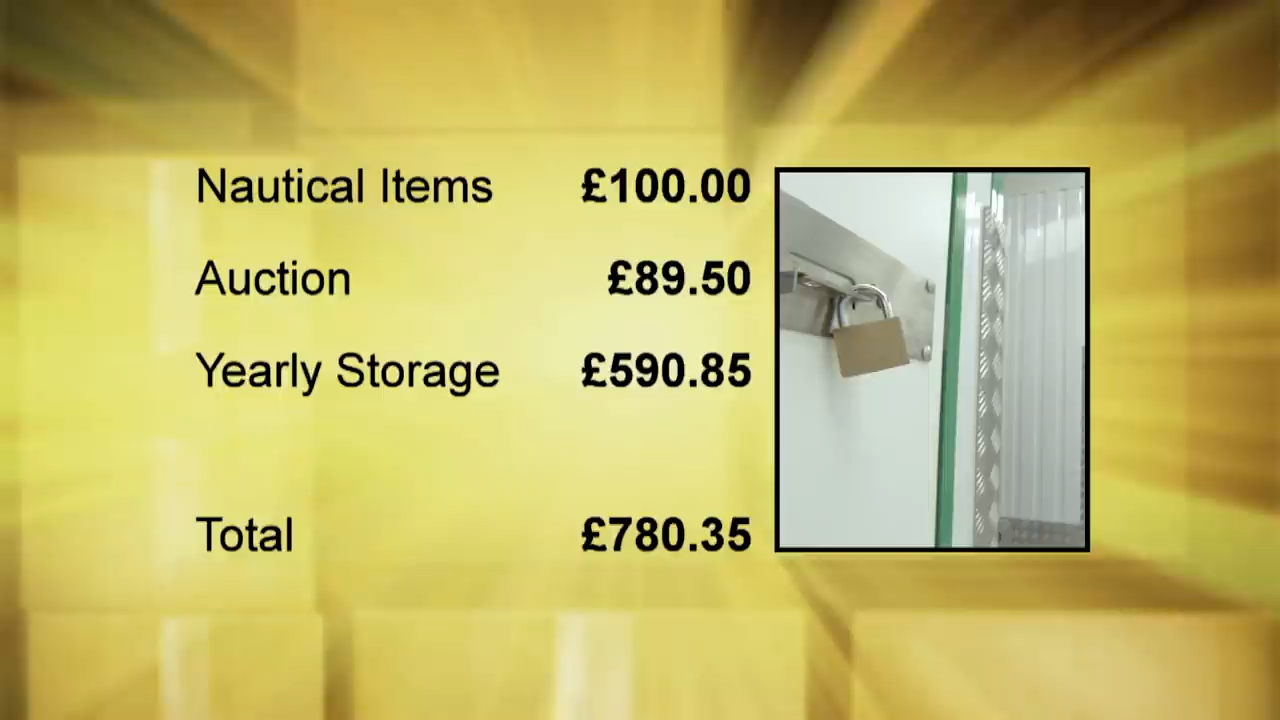 Nautical Items £100.00
Auction £89.50
Yearly Storage £590.85
Total £780.35